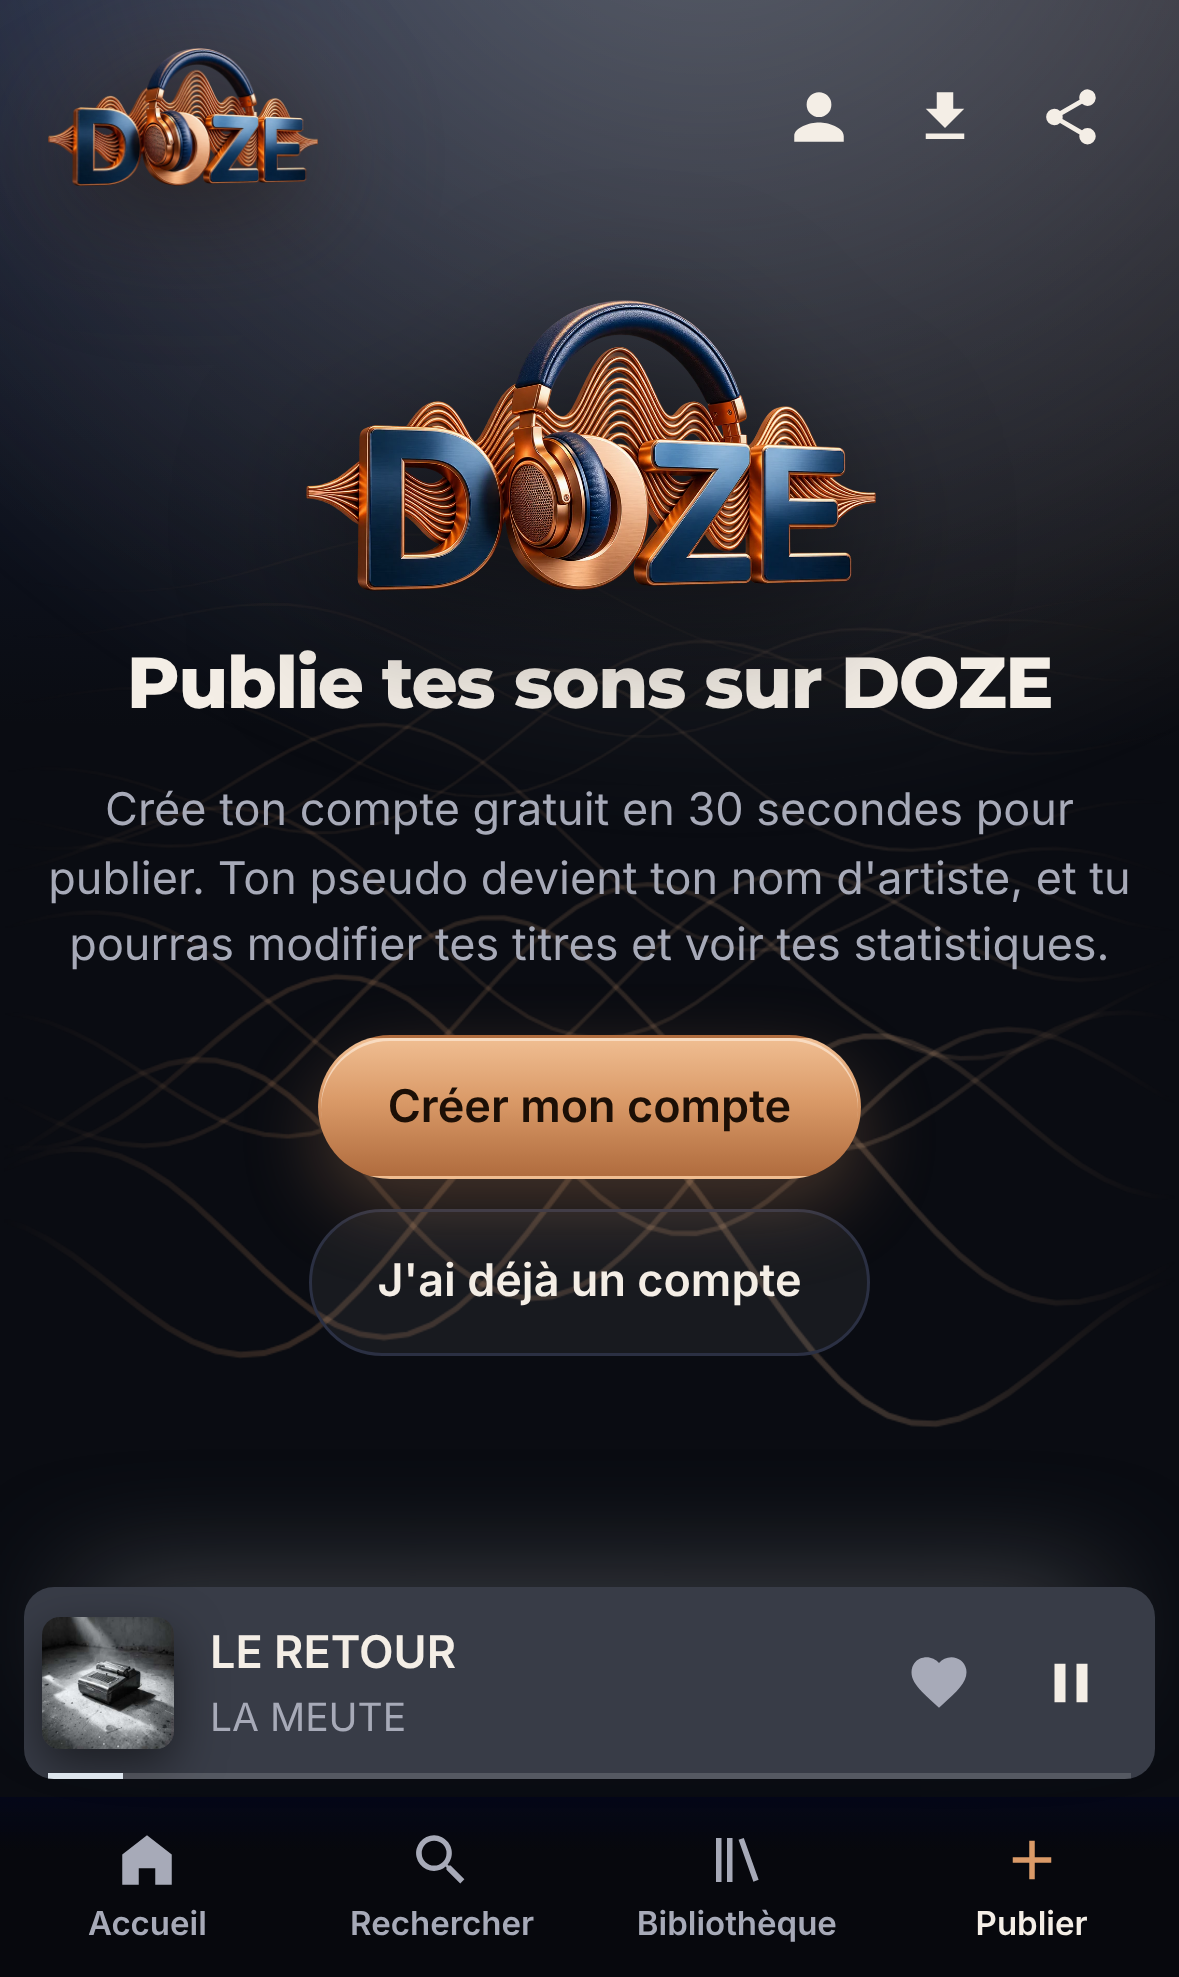 DOZE
DOZE
Publie tes sons sur DOZE
Crée ton compte gratuit en 30 secondes pour
publier. Ton pseudo devient ton nom d'artiste, et tu
pourras modifier tes titres et voir tes statistiques.
Créer mon compte
J'ai déjà un compte
LE RETOUR
LA MEUTE
Accueil
Rechercher
Bibliothèque
Publier